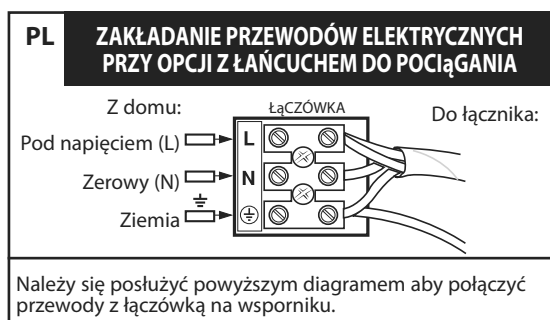 PL
ZAKŁADANIE PRZEWODÓW ELEKTRYCZNYCH
PRZY OPCJI Z ŁAŃCUCHEM DO POCIąGANIA
Z domu:
ŁąCZÓWKA
Do łącznika:
Pod napięciem (L)
L
Zerowy (N)
N
Ziemia
Należy się posłużyć powyższym diagramem aby połączyć
przewody z łączówką na wsporniku.